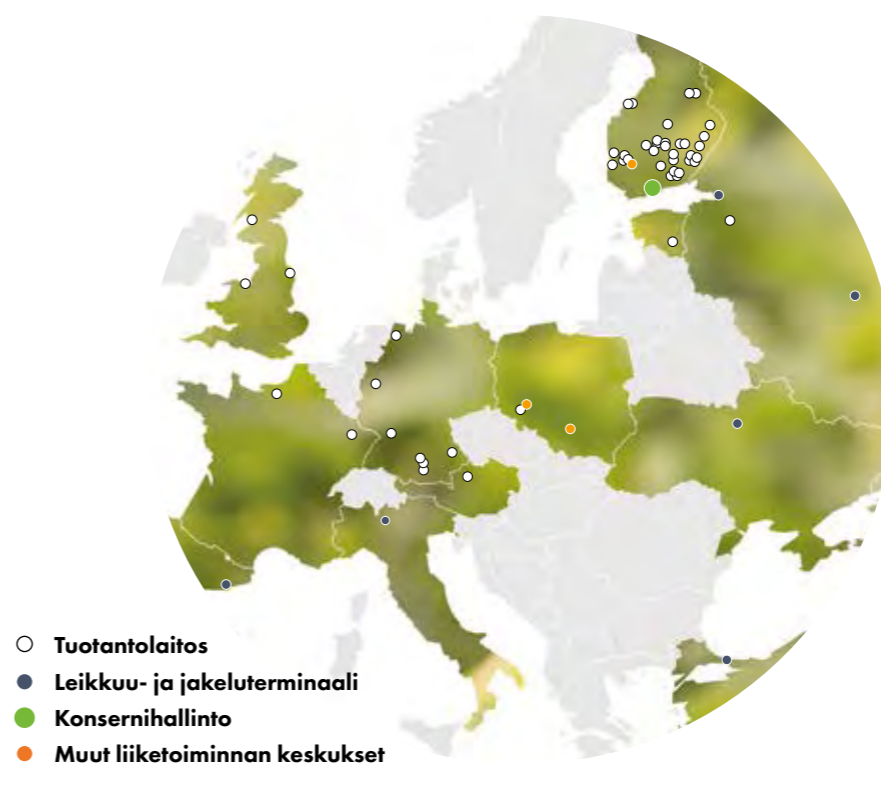 Tuotantolaitos
Leikkuu- ja jakeluterminaali
Konsernihallinto
Muut liiketoiminnan keskukset